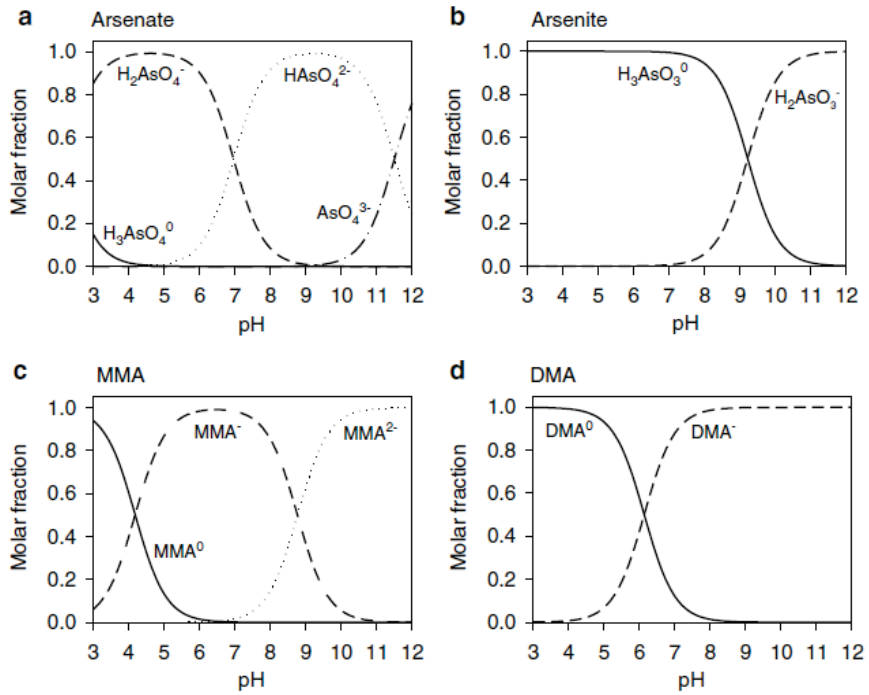 a Arsenate
Molar fraction
1.0
0.8
0.6
0.4
0.2
0.0
H₂AsO₄⁻
HAsO₄²⁻
H₃AsO₄⁰
AsO₄³⁻
3 4 5 6 7 8 9 10 11 12
pH
b Arsenite
Molar fraction
1.0
0.8
0.6
0.4
0.2
0.0
H₃AsO₃⁰
H₂AsO₃⁻
3 4 5 6 7 8 9 10 11 12
pH
c MMA
Molar fraction
1.0
0.8
0.6
0.4
0.2
0.0
MMA⁻
MMA²⁻
MMA⁰
3 4 5 6 7 8 9 10 11 12
pH
d DMA
Molar fraction
1.0
0.8
0.6
0.4
0.2
0.0
DMA⁰
DMA⁻
3 4 5 6 7 8 9 10 11 12
pH